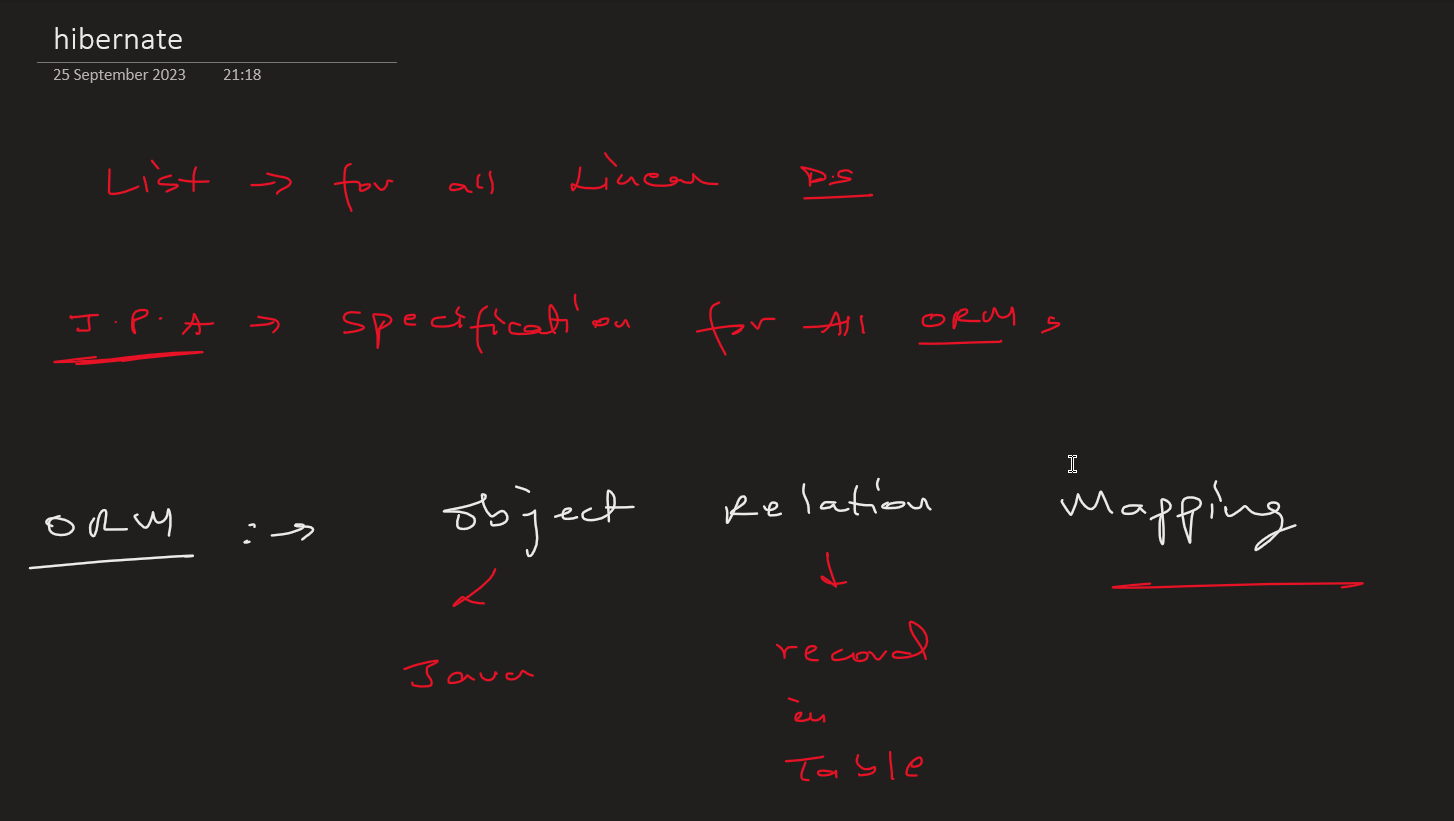 hibernate
25 September 2023 21:18
List → for all Linear D.S
J.P.A → specification for All ORM s
ORM :→ Object Relation Mapping
Java
record
in
Table